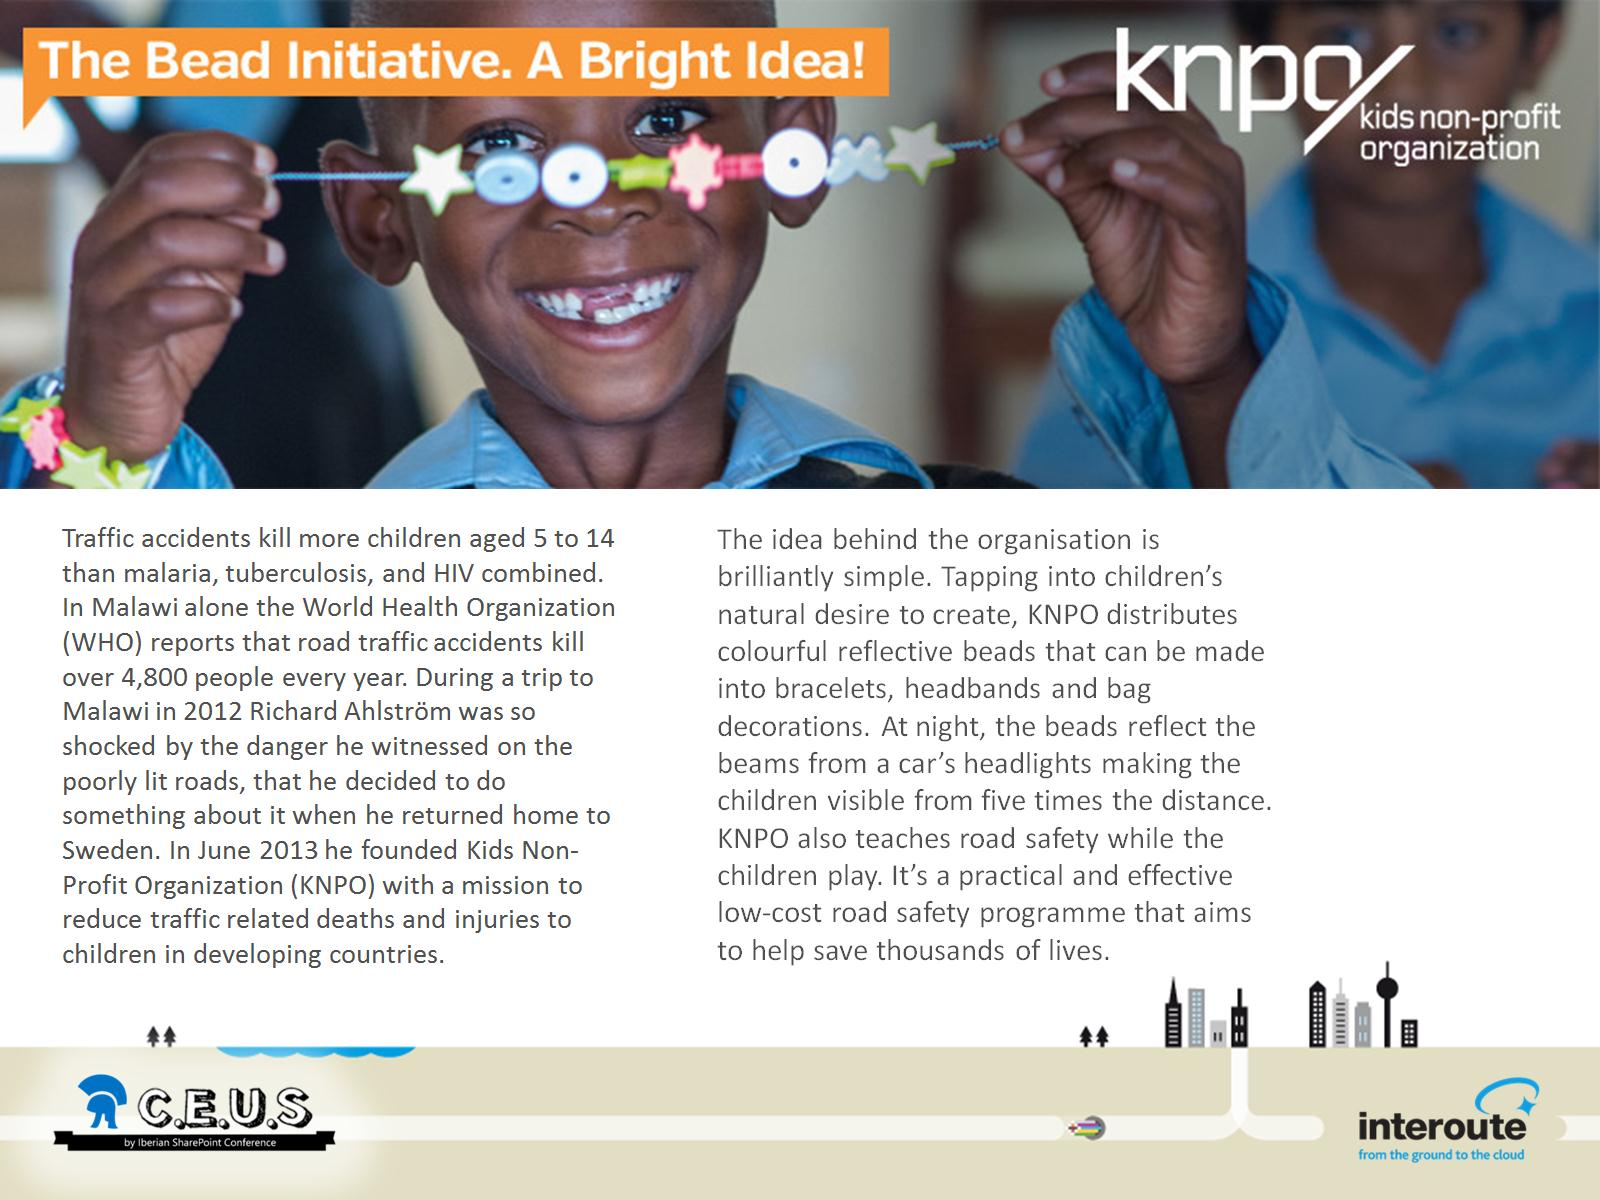 The Bead Initiative. A Bright Idea!
knpo
kids non-profit
organization
Traffic accidents kill more children aged 5 to 14
than malaria, tuberculosis, and HIV combined.
In Malawi alone the World Health Organization
(WHO) reports that road traffic accidents kill
over 4,800 people every year. During a trip to
Malawi in 2012 Richard Ahlström was so
shocked by the danger he witnessed on the
poorly lit roads, that he decided to do
something about it when he returned home to
Sweden. In June 2013 he founded Kids Non-
Profit Organization (KNPO) with a mission to
reduce traffic related deaths and injuries to
children in developing countries.
The idea behind the organisation is
brilliantly simple. Tapping into children’s
natural desire to create, KNPO distributes
colourful reflective beads that can be made
into bracelets, headbands and bag
decorations. At night, the beads reflect the
beams from a car’s headlights making the
children visible from five times the distance.
KNPO also teaches road safety while the
children play. It’s a practical and effective
low-cost road safety programme that aims
to help save thousands of lives.
C.E.U.S
by Iberian SharePoint Conference
interoute
from the ground to the cloud